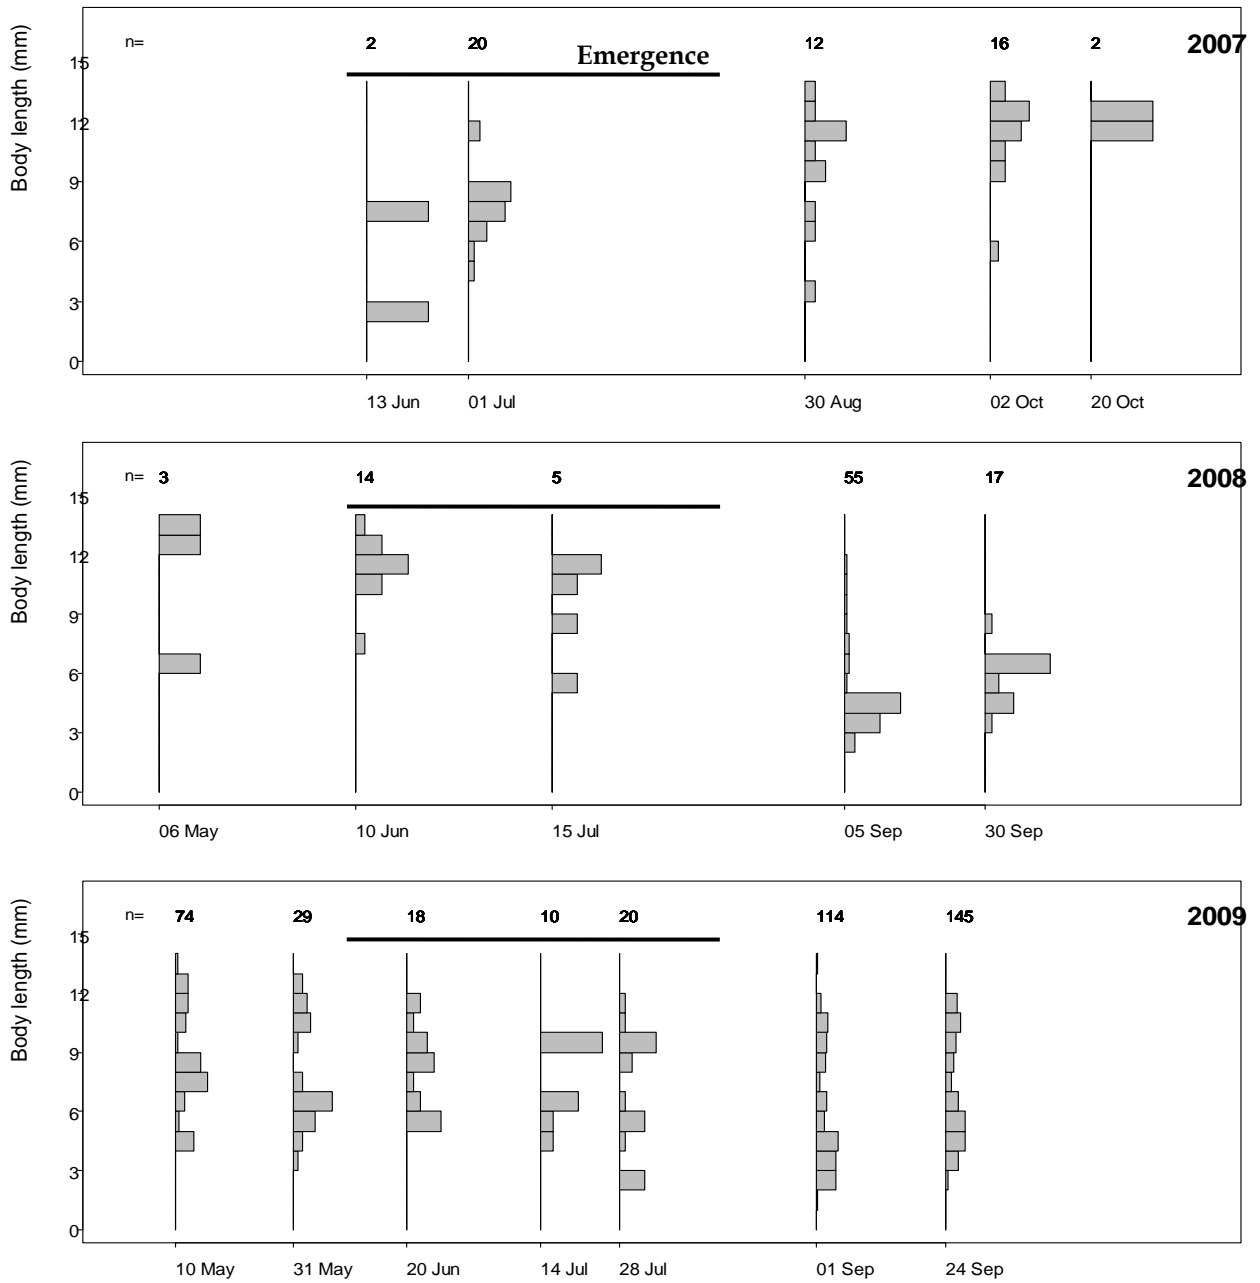 n= 2 20 12 16 2 2007
Emergence
Body length (mm)
15
12
9
6
3
0
13 Jun 01 Jul 30 Aug 02 Oct 20 Oct
n= 3 14 5 55 17 2008
Body length (mm)
15
12
9
6
3
0
06 May 10 Jun 15 Jul 05 Sep 30 Sep
n= 74 29 18 10 20 114 145 2009
Body length (mm)
15
12
9
6
3
0
10 May 31 May 20 Jun 14 Jul 28 Jul 01 Sep 24 Sep